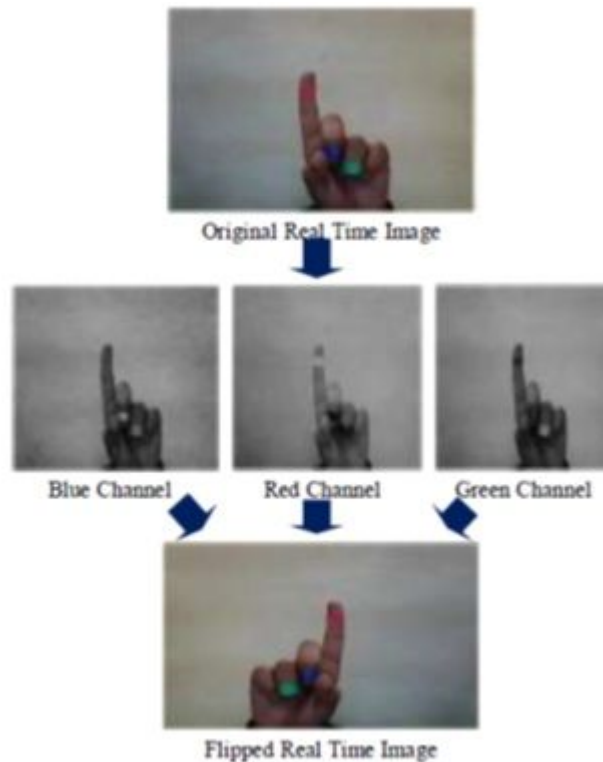 Original Real Time Image
Blue Channel
Red Channel
Green Channel
Flipped Real Time Image